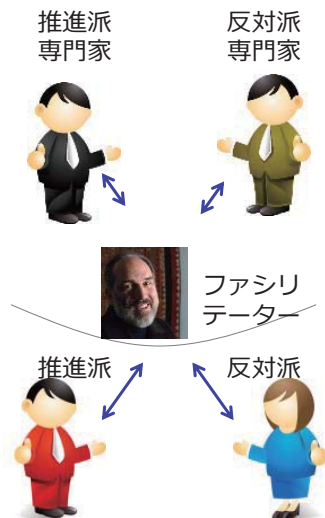 推進派
専門家
反対派
専門家
ファシリ
テーター
推進派
反対派